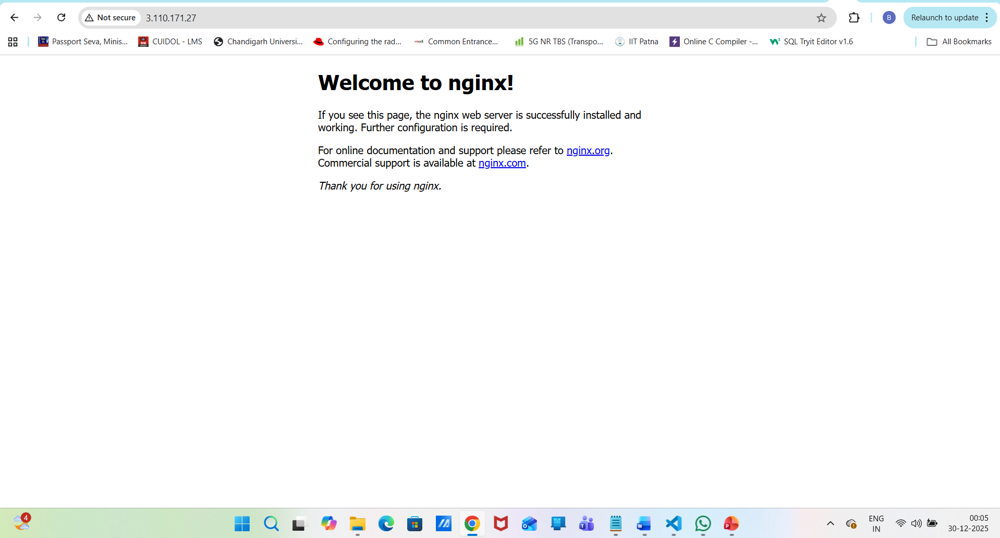 Not secure
3.110.171.27
B
Relaunch to update
Passport Seva, Minis...
CUIDOL - LMS
Chandigarh Universi...
Configuring the rad...
Common Entrance...
5G NR TBS (Transpo...
IIT Patna
Online C Compiler -...
SQL Tryit Editor v1.6
All Bookmarks
Welcome to nginx!
If you see this page, the nginx web server is successfully installed and
working. Further configuration is required.
For online documentation and support please refer to nginx.org.
Commercial support is available at nginx.com.
Thank you for using nginx.
4
ENG
IN
00:05
30-12-2025